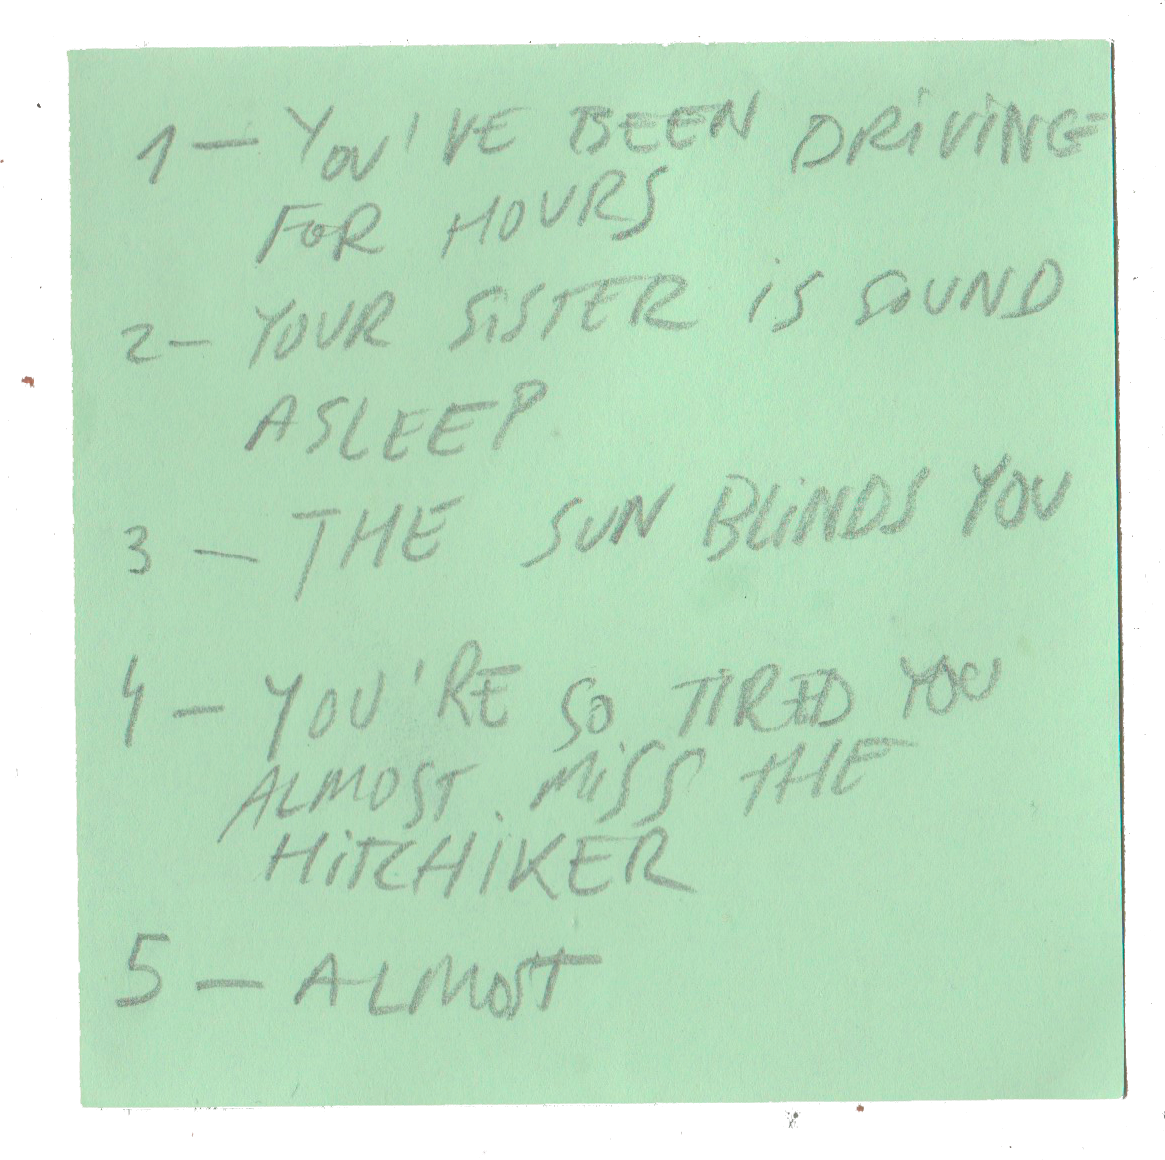 1 - YOU'VE BEEN DRIVING
FOR HOURS
2 - YOUR SISTER IS SOUND
ASLEEP
3 - THE SUN BLINDS YOU
4 - YOU'RE SO TIRED YOU
ALMOST MISS THE
HITCHIKER
5 - ALMOST